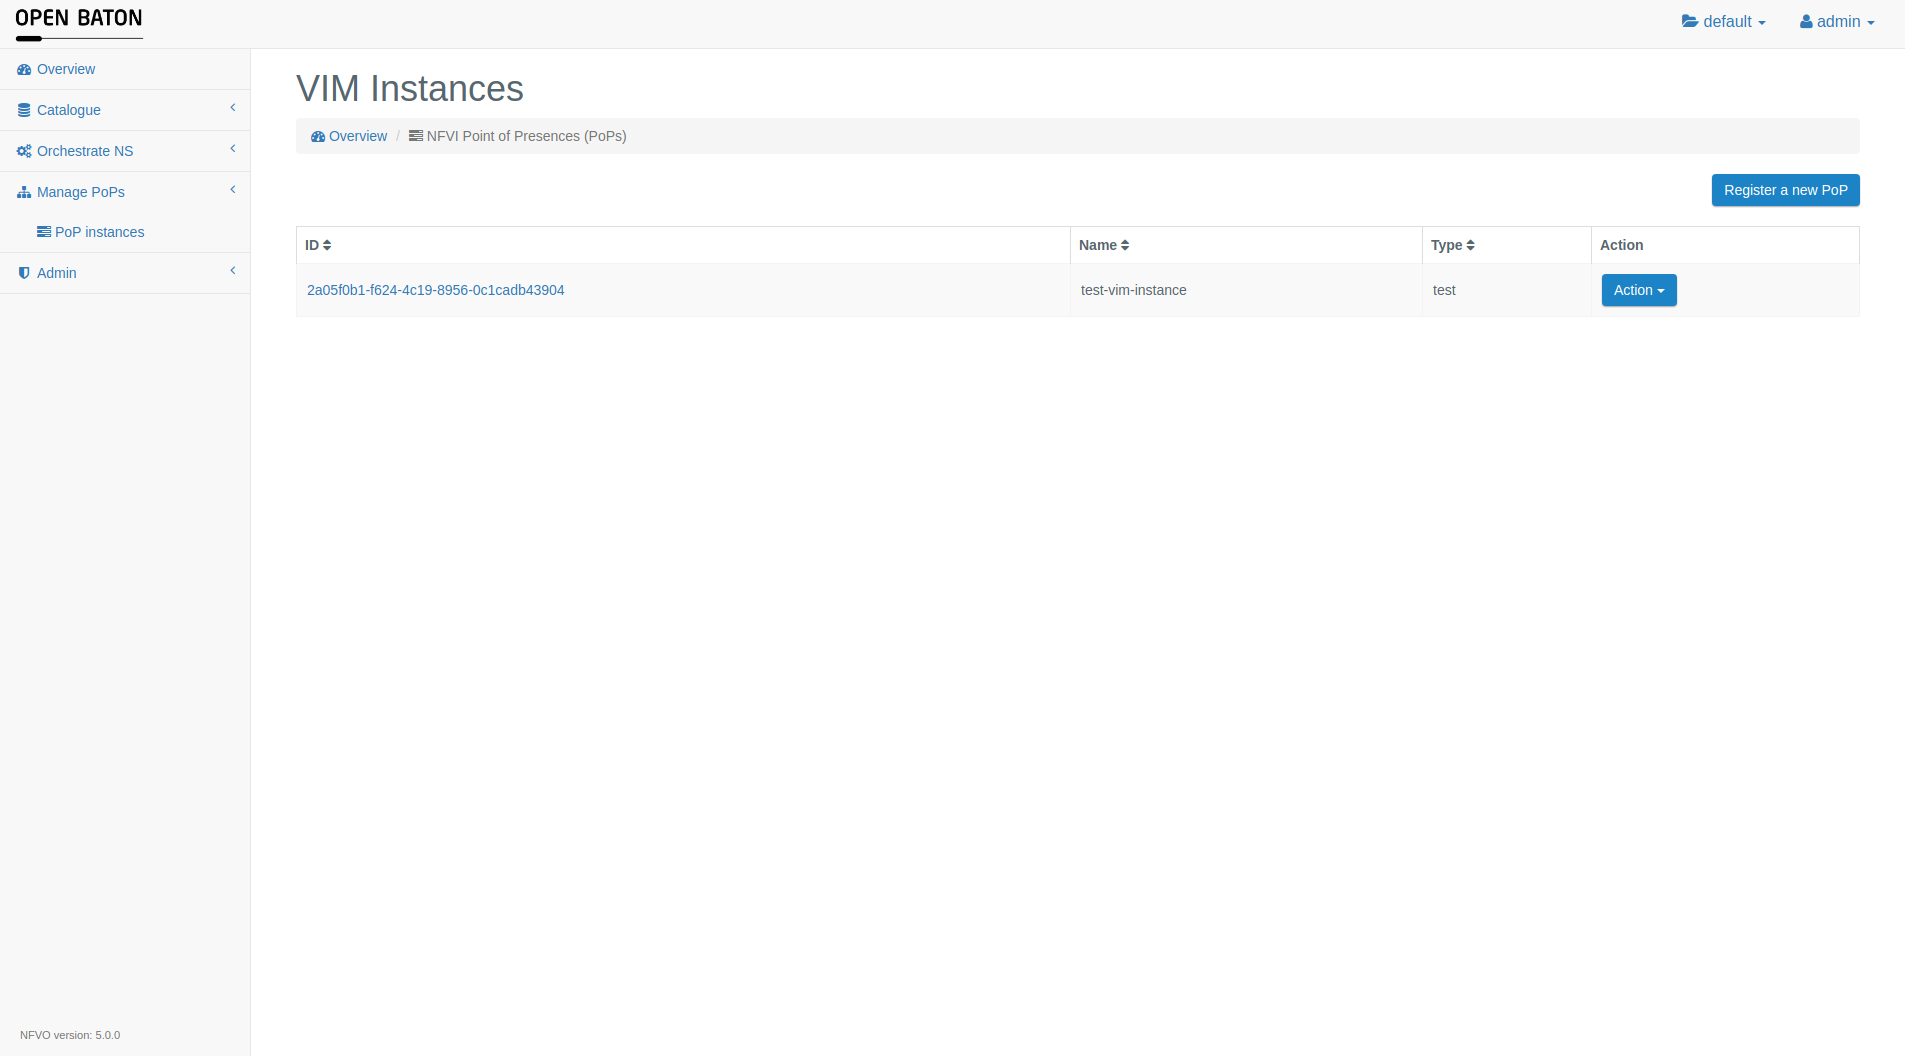 OPEN BATON
default
admin
Overview
Catalogue
Orchestrate NS
Manage PoPs
PoP instances
Admin
NFVO version: 5.0.0
VIM Instances
Overview / NFVI Point of Presences (PoPs)
Register a new PoP
ID Name Type Action
2a05f0b1-f624-4c19-8956-0c1cadb43904 test-vim-instance test Action